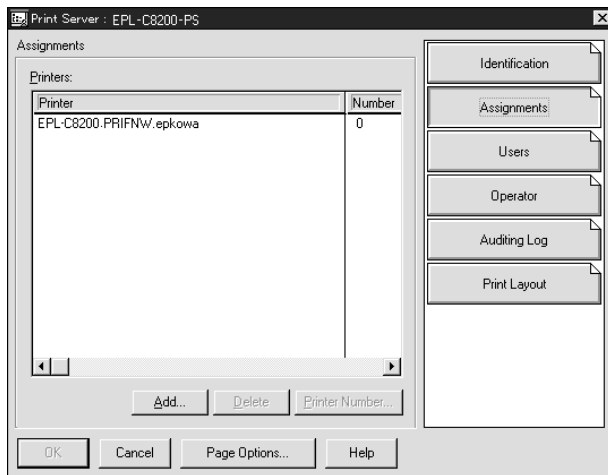 Print Server : EPL-C8200-PS
Assignments
Printers:
Printer Number
EPL-C8200.PRIFNW.epkowa 0
Add... Delete Printer Number...
OK Cancel Page Options... Help
Identification
Assignments
Users
Operator
Auditing Log
Print Layout